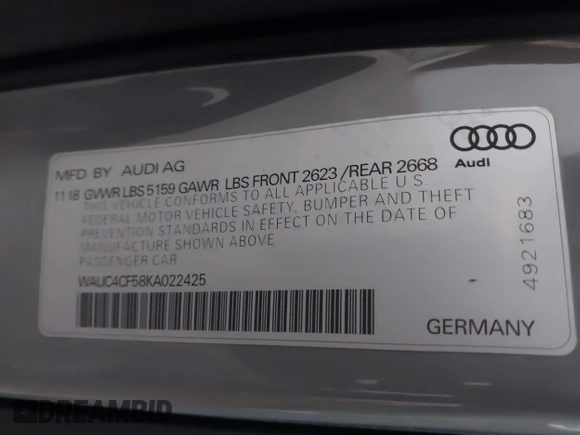 MFD. BY AUDI AG
11 18 GVWR LBS 5159 GAWR LBS FRONT 2623 /REAR 2668
THIS VEHICLE CONFORMS TO ALL APPLICABLE U.S.
FEDERAL MOTOR VEHICLE SAFETY, BUMPER AND THEFT
PREVENTION STANDARDS IN EFFECT ON THE DATE OF
MANUFACTURE SHOWN ABOVE
PASSENGER CAR
WAUC4CF58KA022425
Audi
4921683
GERMANY
DREAMBID